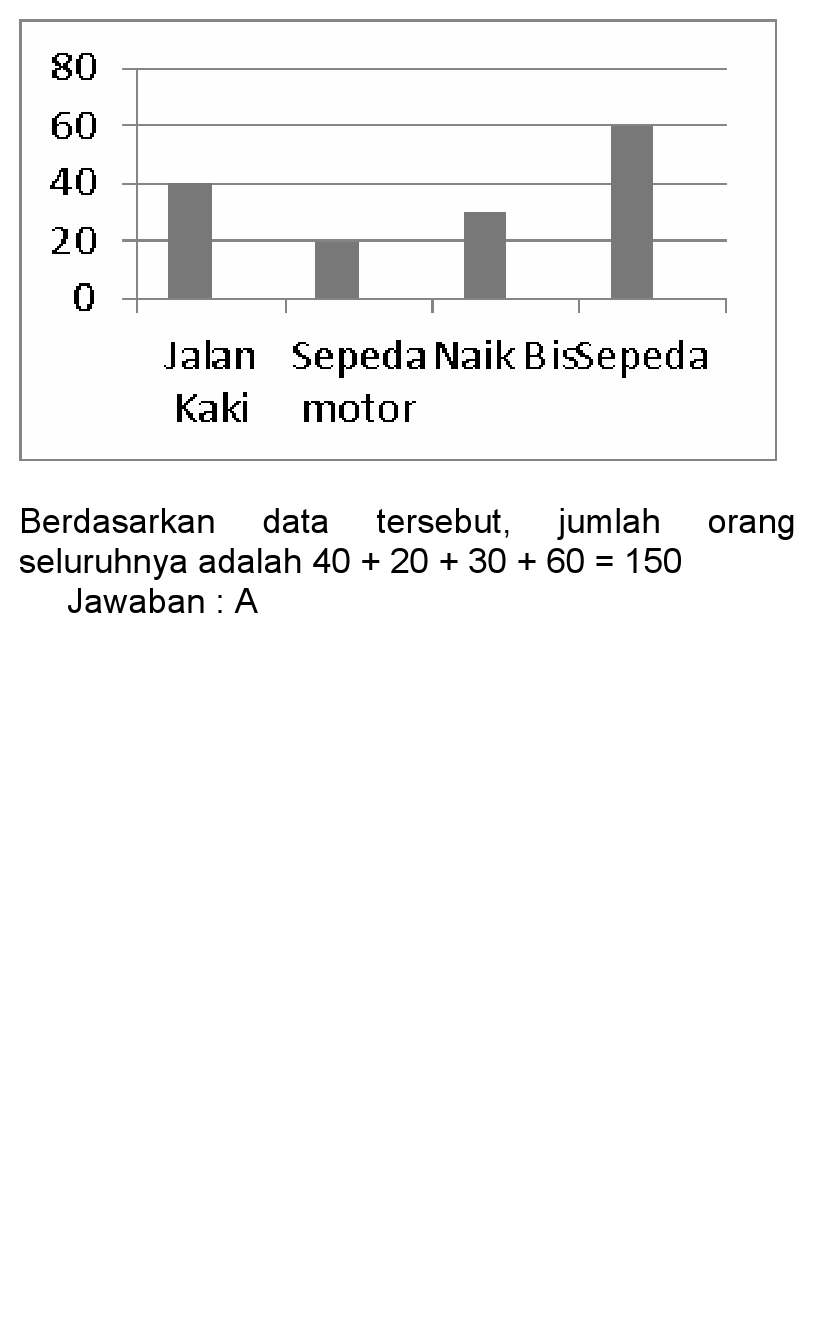 80
60
40
20
0
Jalan Sepeda Naik Bis Sepeda
Kaki motor
Berdasarkan data tersebut, jumlah orang
seluruhnya adalah 40 + 20 + 30 + 60 = 150
Jawaban : A